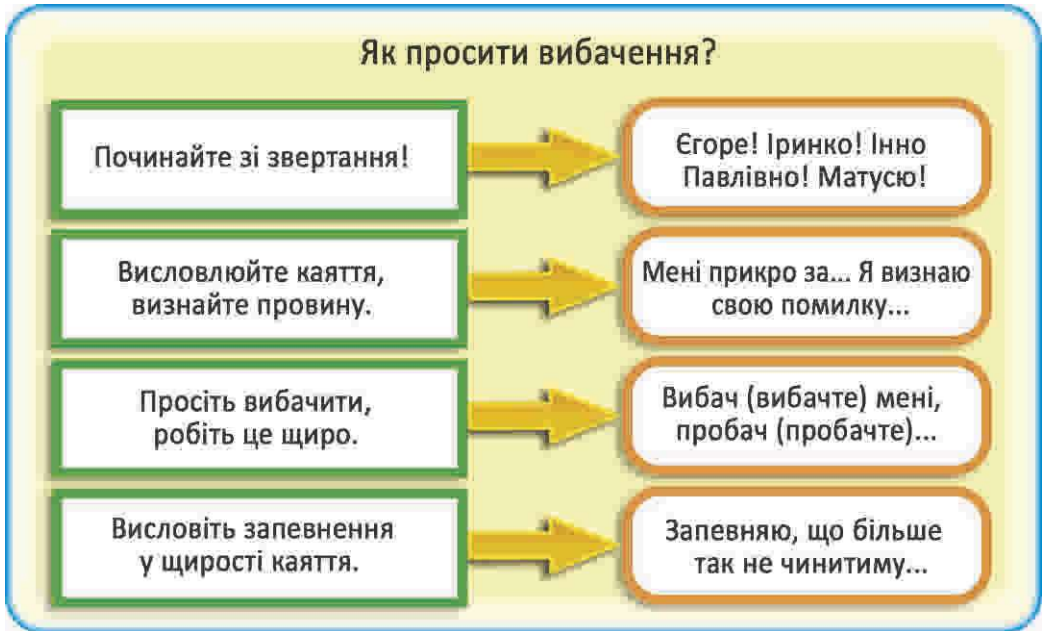 Як просити вибачення?
Починайте зі звертання!
Єгоре! Іринко! Інно
Павлівно! Матусю!
Висловлюйте каяття,
визнайте провину.
Мені прикро за... Я визнаю
свою помилку...
Просіть вибачити,
робіть це щиро.
Вибач (вибачте) мені,
пробач (пробачте)...
Висловіть запевнення
у щирості каяття.
Запевняю, що більше
так не чинитиму...